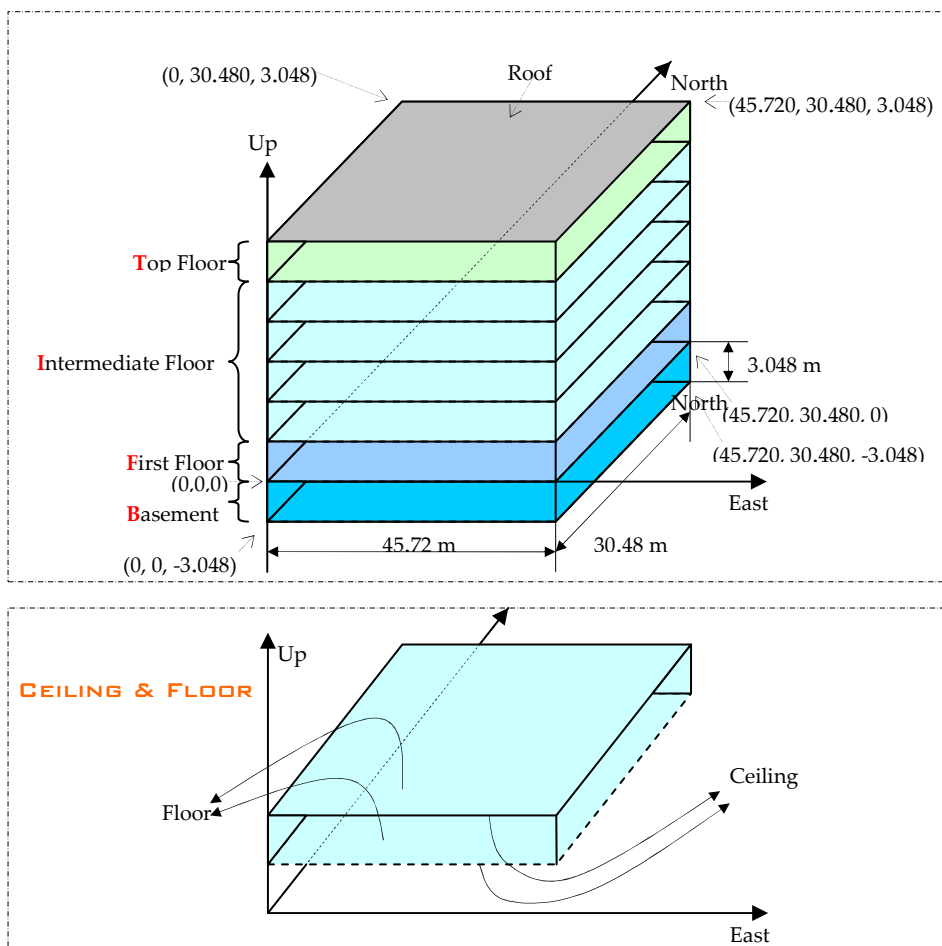 (0, 30.480, 3.048)
Roof
North
(45.720, 30.480, 3.048)
Up
Top Floor
Intermediate Floor
3.048 m
North
(45.720, 30.480, 0)
First Floor
(45.720, 30.480, -3.048)
(0,0,0)
East
Basement
45.72 m
30.48 m
(0, 0, -3.048)
Up
CEILING & FLOOR
Ceiling
Floor
East